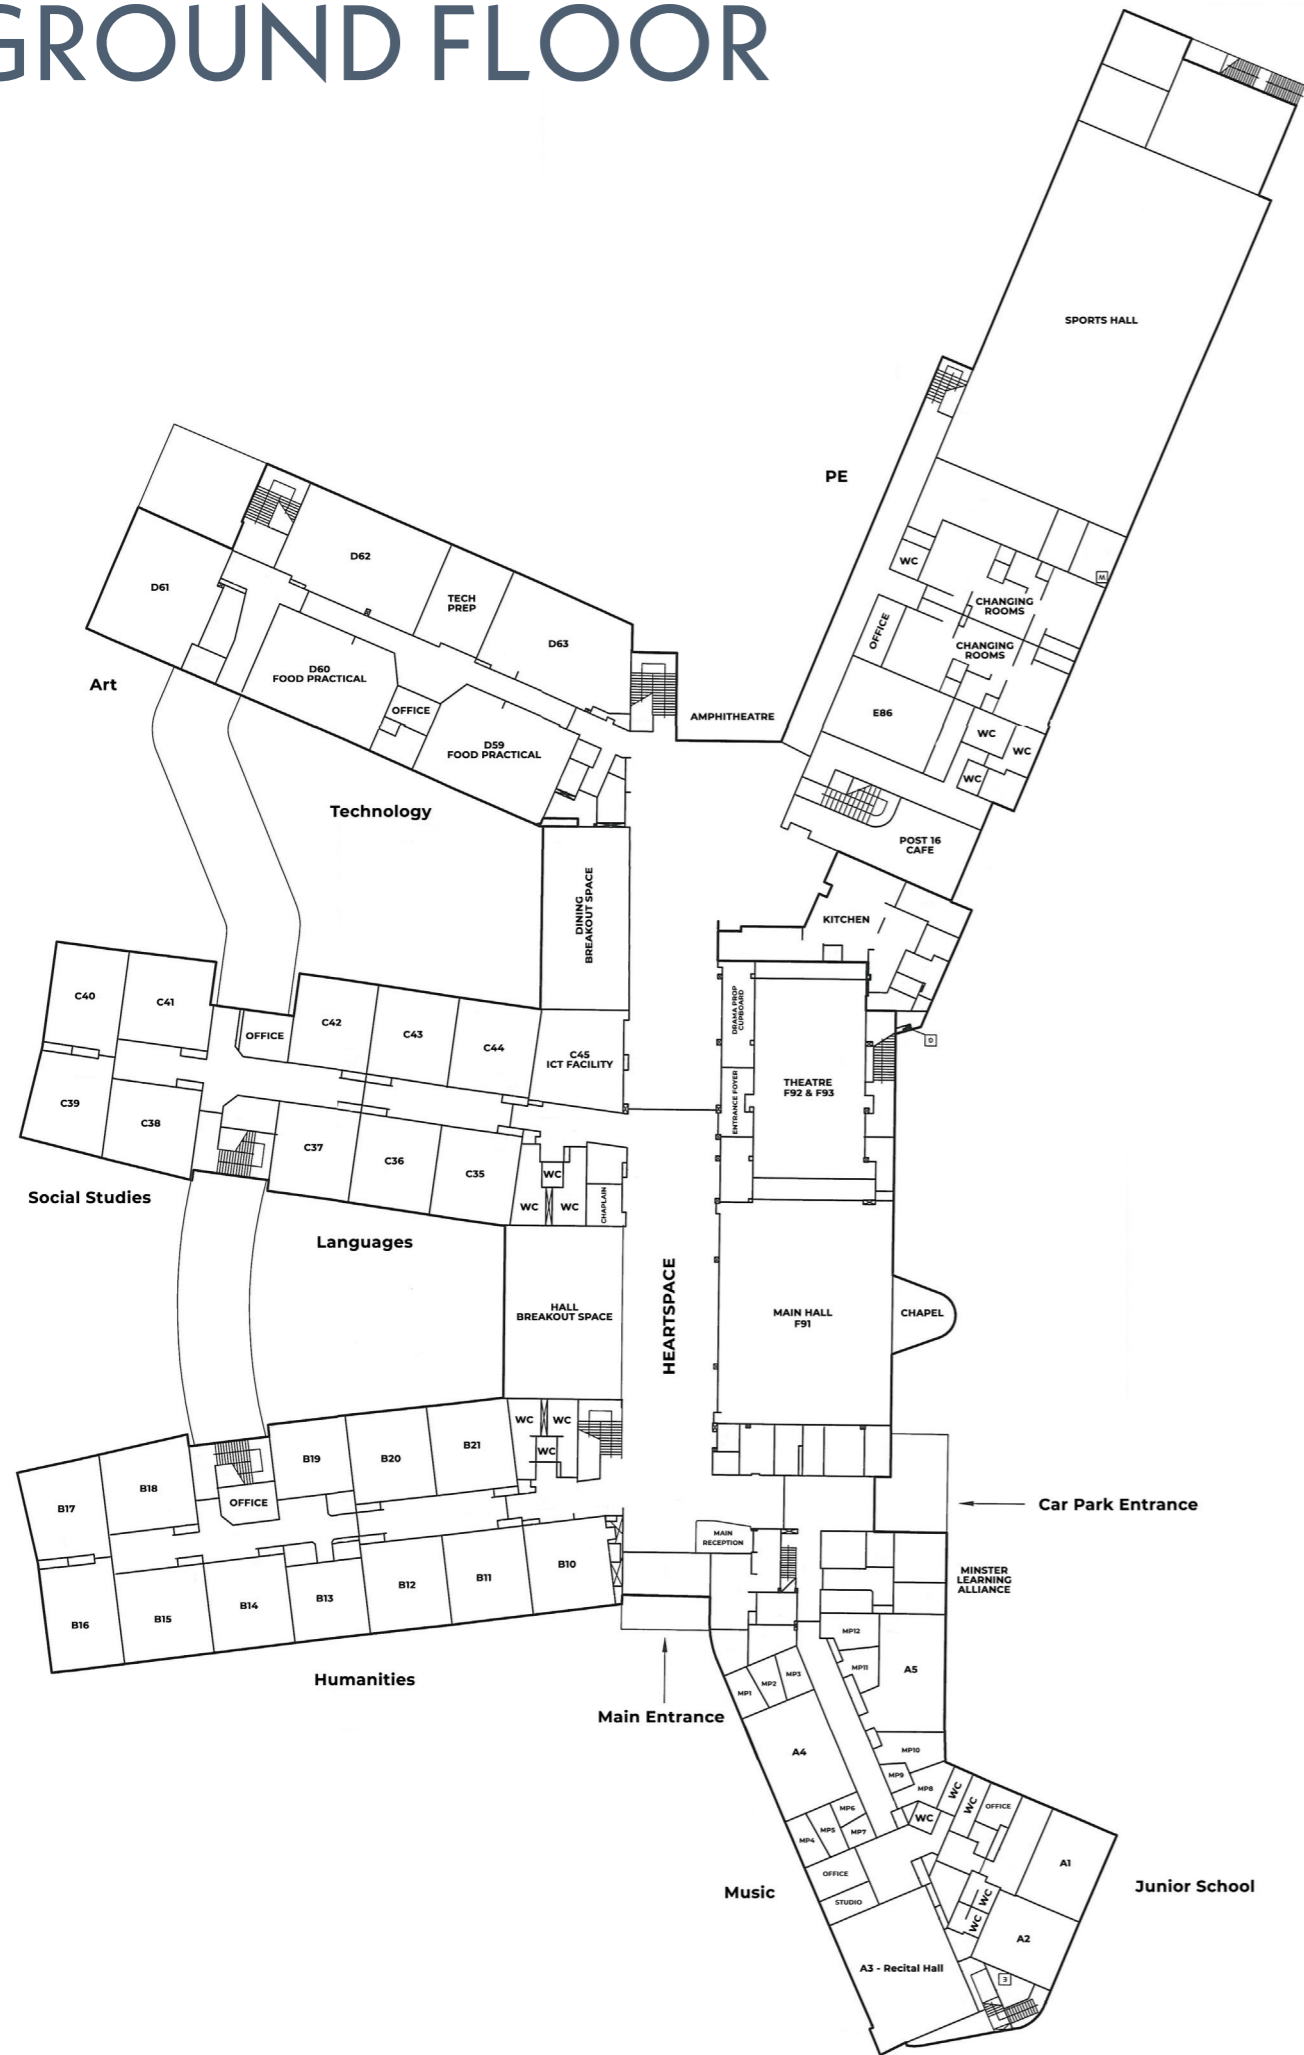 GROUND FLOOR
SPORTS HALL
PE
WC
CHANGING
ROOMS
OFFICE
CHANGING
ROOMS
E86
WC
WC
WC
AMPHITHEATRE
POST 16
CAFE
KITCHEN
D61
D62
TECH
PREP
D63
D60
FOOD PRACTICAL
OFFICE
D59
FOOD PRACTICAL
Art
Technology
DINING
BREAKOUT SPACE
C40
C41
OFFICE
C42
C43
C44
C45
ICT FACILITY
C39
C38
C37
C36
C35
WC
WC
WC
CHAPLAIN
Social Studies
Languages
DRAMA PROP
CUPBOARD
ENTRANCE FOYER
THEATRE
F92 & F93
HALL
BREAKOUT SPACE
HEARTSPACE
MAIN HALL
F91
CHAPEL
B17
B18
OFFICE
B19
B20
B21
WC
WC
WC
B16
B15
B14
B13
B12
B11
B10
Humanities
MAIN
RECEPTION
Car Park Entrance
MINSTER
LEARNING
ALLIANCE
Main Entrance
MP12
MP11
A5
MP1
MP2
MP3
A4
MP10
MP9
MP8
WC
WC
WC
OFFICE
MP4
MP5
MP6
MP7
OFFICE
STUDIO
A1
WC
WC
A2
Music
Junior School
A3 - Recital Hall